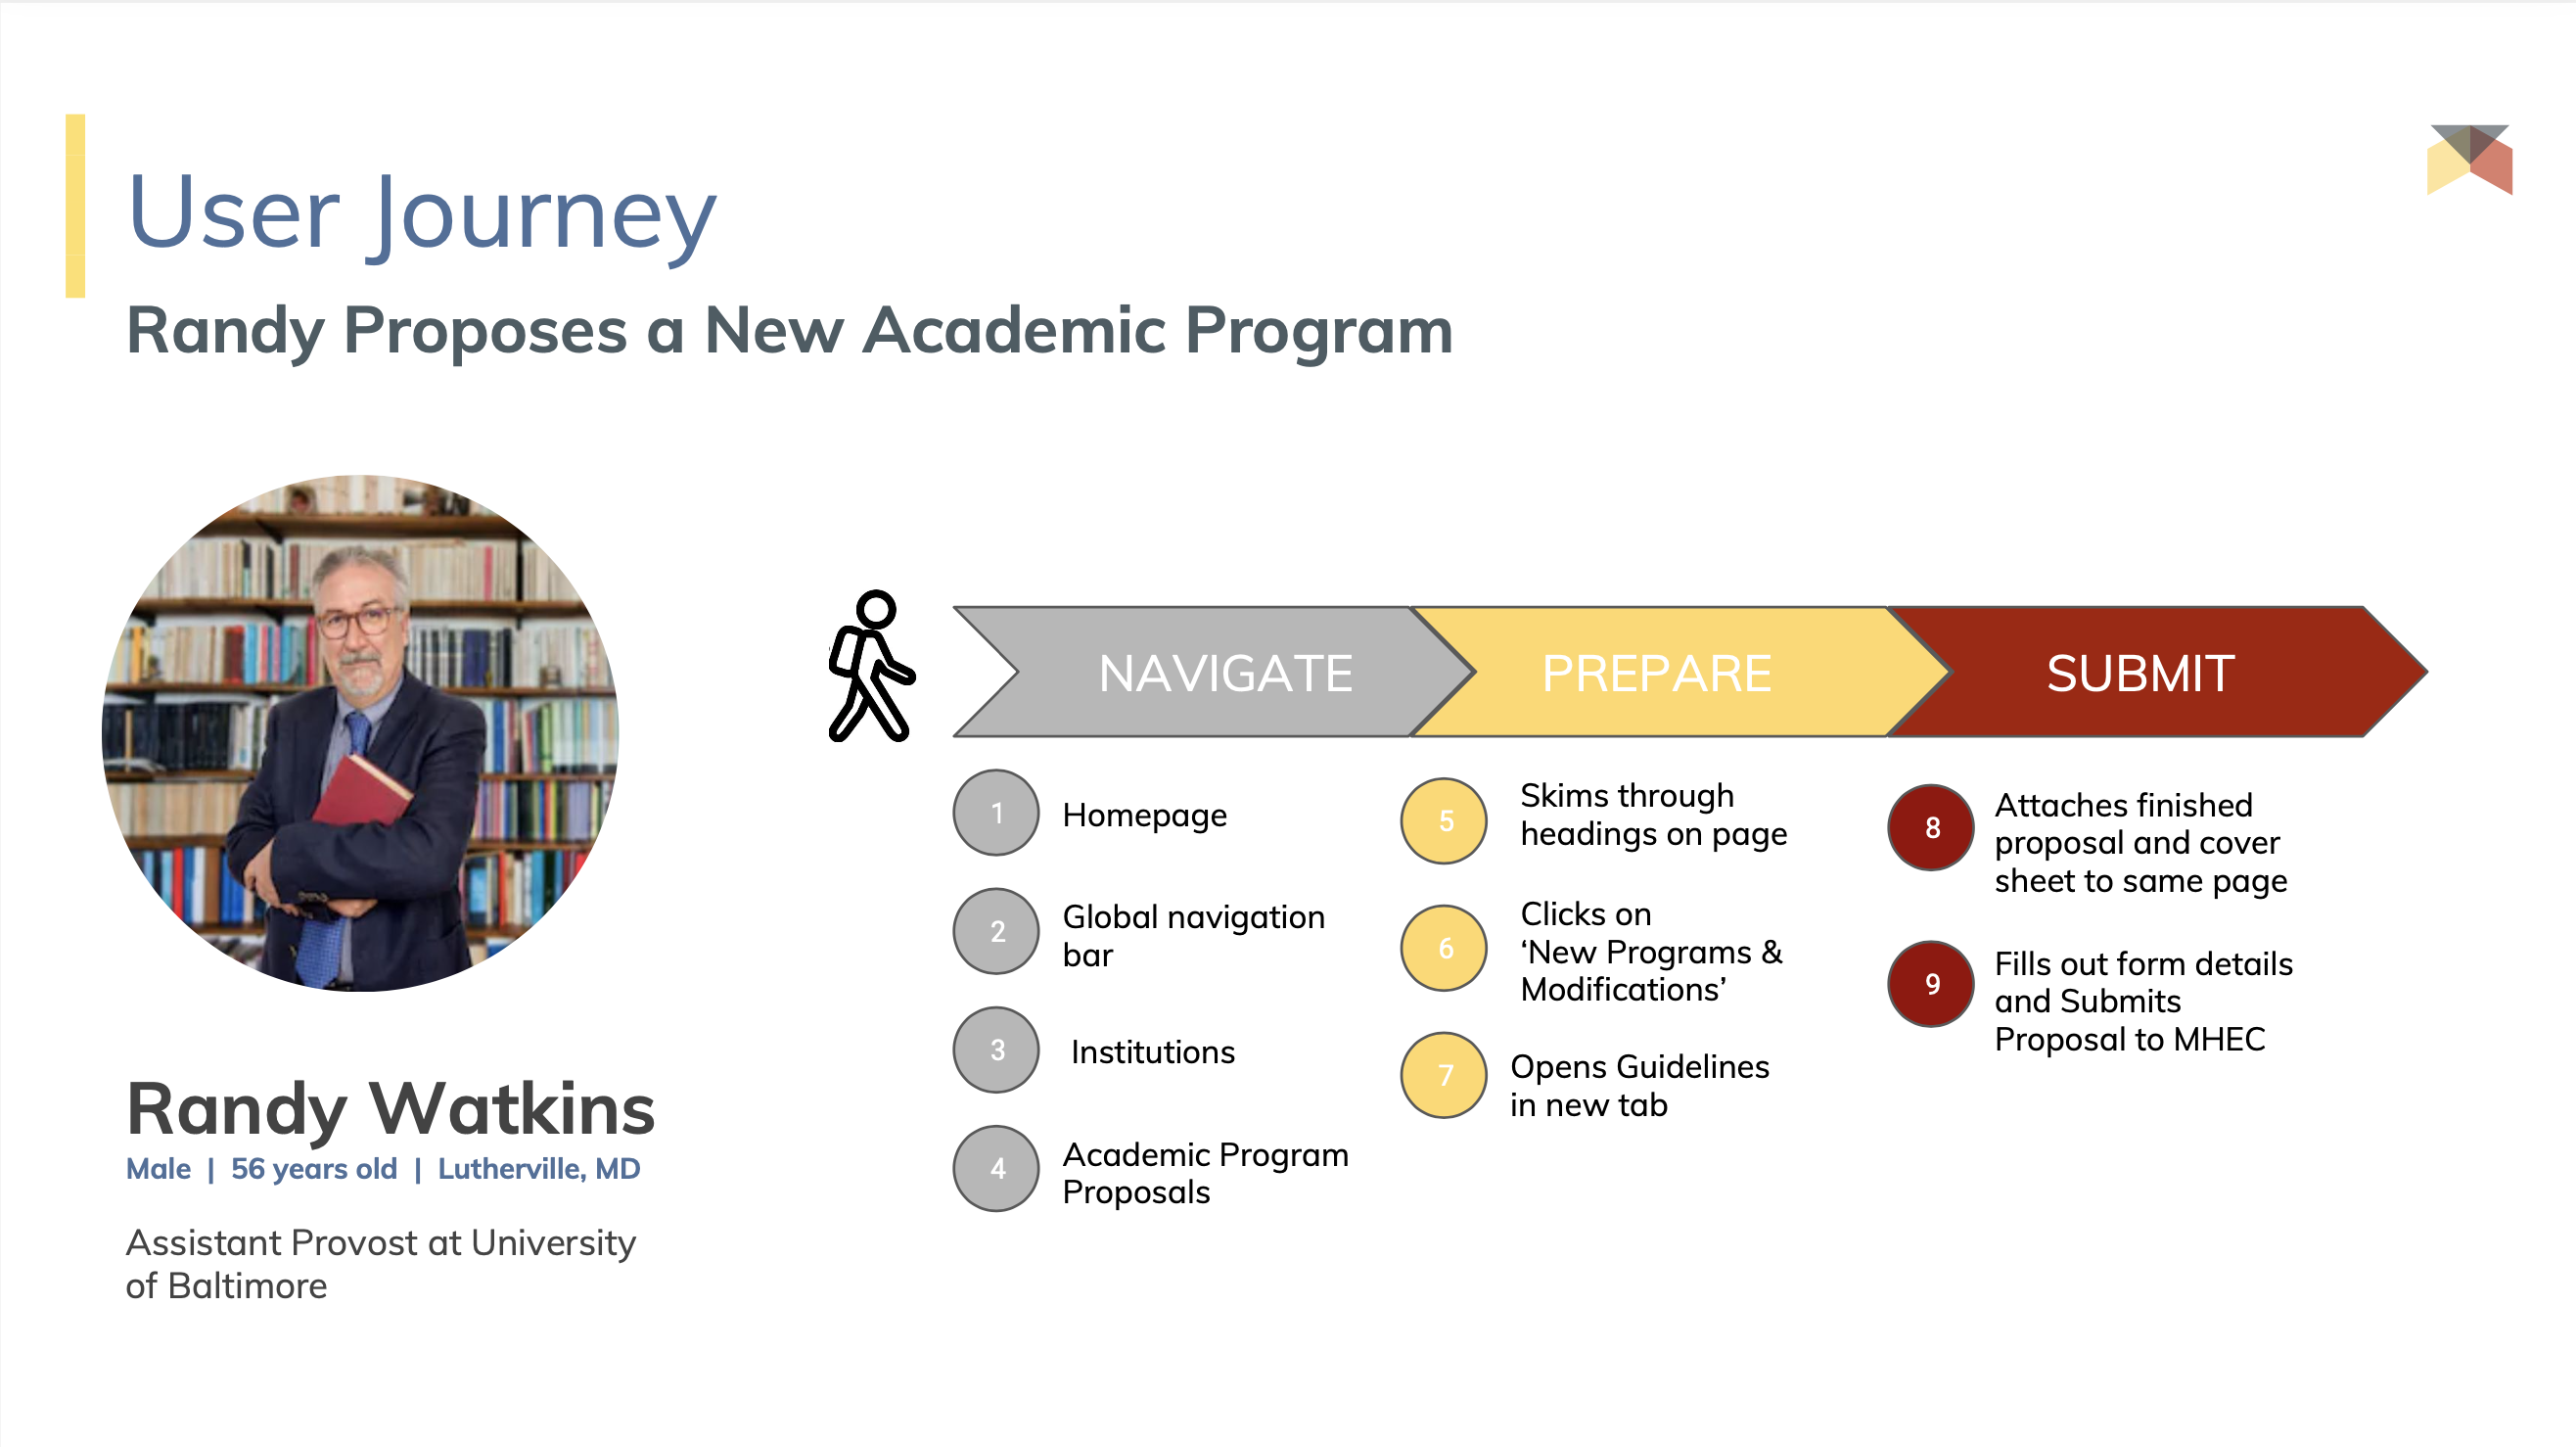 User Journey
Randy Proposes a New Academic Program
Randy Watkins
Male | 56 years old | Lutherville, MD
Assistant Provost at University
of Baltimore
NAVIGATE
1
Homepage
2
Global navigation
bar
3
Institutions
4
Academic Program
Proposals
PREPARE
5
Skims through
headings on page
6
Clicks on
‘New Programs &
Modifications’
7
Opens Guidelines
in new tab
SUBMIT
8
Attaches finished
proposal and cover
sheet to same page
9
Fills out form details
and Submits
Proposal to MHEC